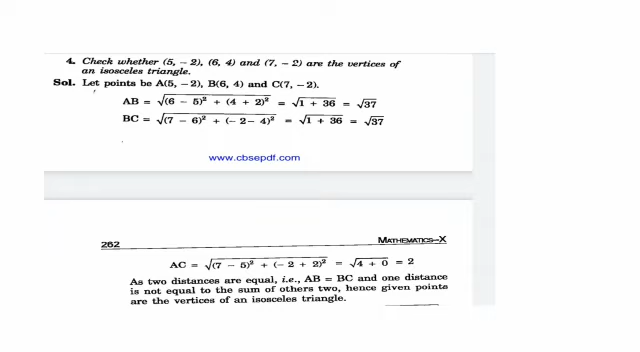 4. Check whether (5, – 2), (6, 4) and (7, – 2) are the vertices of
an isosceles triangle.
Sol. Let points be A(5, – 2), B(6, 4) and C(7, – 2).
AB = √(6 – 5)² + (4 + 2)² = √1 + 36 = √37
BC = √(7 – 6)² + (– 2 – 4)² = √1 + 36 = √37
www.cbsepdf.com
262 MATHEMATICS–X
AC = √(7 – 5)² + (– 2 + 2)² = √4 + 0 = 2
As two distances are equal, i.e., AB = BC and one distance
is not equal to the sum of others two, hence given points
are the vertices of an isosceles triangle.